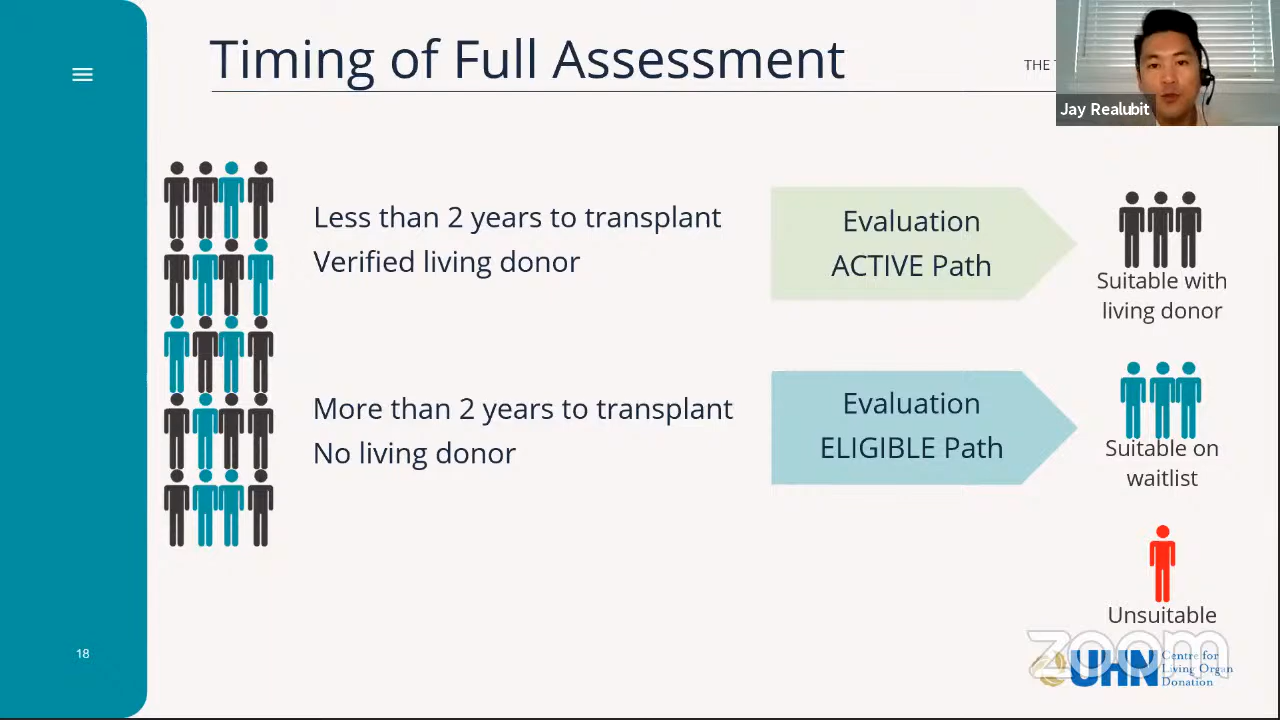 Timing of Full Assessment
THE
Jay Realubit
Less than 2 years to transplant
Verified living donor
Evaluation
ACTIVE Path
Suitable with
living donor
More than 2 years to transplant
No living donor
Evaluation
ELIGIBLE Path
Suitable on
waitlist
Unsuitable
18
zoom
UHN
Centre for
Living Organ
Donation